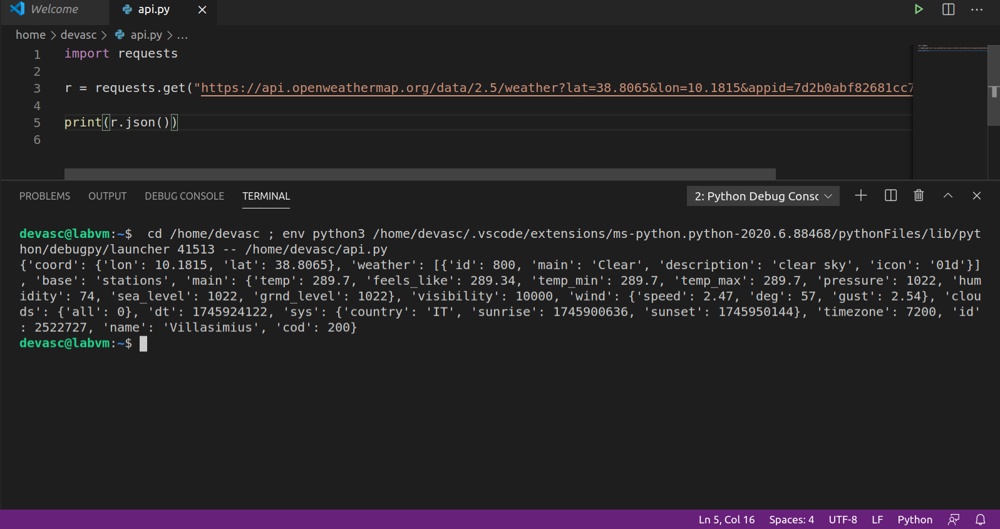 Welcome api.py
home > devasc > api.py > ...
1 import requests
2
3 r = requests.get("https://api.openweathermap.org/data/2.5/weather?lat=38.8065&lon=10.1815&appid=7d2b0abf82681cc7
4
5 print(r.json())
6
PROBLEMS OUTPUT DEBUG CONSOLE TERMINAL 2: Python Debug Consc
devasc@labvm:~$ cd /home/devasc ; env python3 /home/devasc/.vscode/extensions/ms-python.python-2020.6.88468/pythonFiles/lib/pyt
hon/debugpy/launcher 41513 -- /home/devasc/api.py
{'coord': {'lon': 10.1815, 'lat': 38.8065}, 'weather': [{'id': 800, 'main': 'Clear', 'description': 'clear sky', 'icon': '01d'}]
, 'base': 'stations', 'main': {'temp': 289.7, 'feels_like': 289.34, 'temp_min': 289.7, 'temp_max': 289.7, 'pressure': 1022, 'hum
idity': 74, 'sea_level': 1022, 'grnd_level': 1022}, 'visibility': 10000, 'wind': {'speed': 2.47, 'deg': 57, 'gust': 2.54}, 'clou
ds': {'all': 0}, 'dt': 1745924122, 'sys': {'country': 'IT', 'sunrise': 1745900636, 'sunset': 1745950144}, 'timezone': 7200, 'id'
: 2522727, 'name': 'Villasimius', 'cod': 200}
devasc@labvm:~$
Ln 5, Col 16 Spaces: 4 UTF-8 LF Python